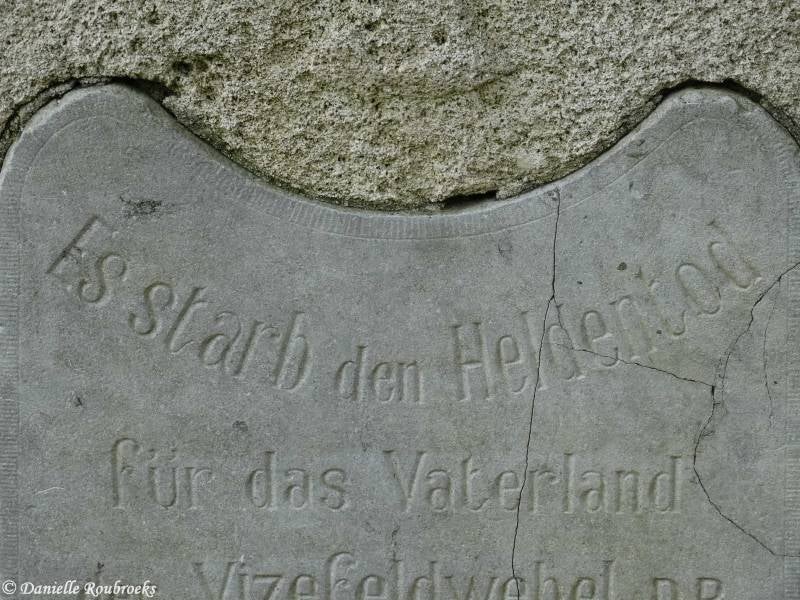 Es starb den Heldentod
für das Vaterland
Vizefeldwebel D.R.
© Danielle Roubroeks